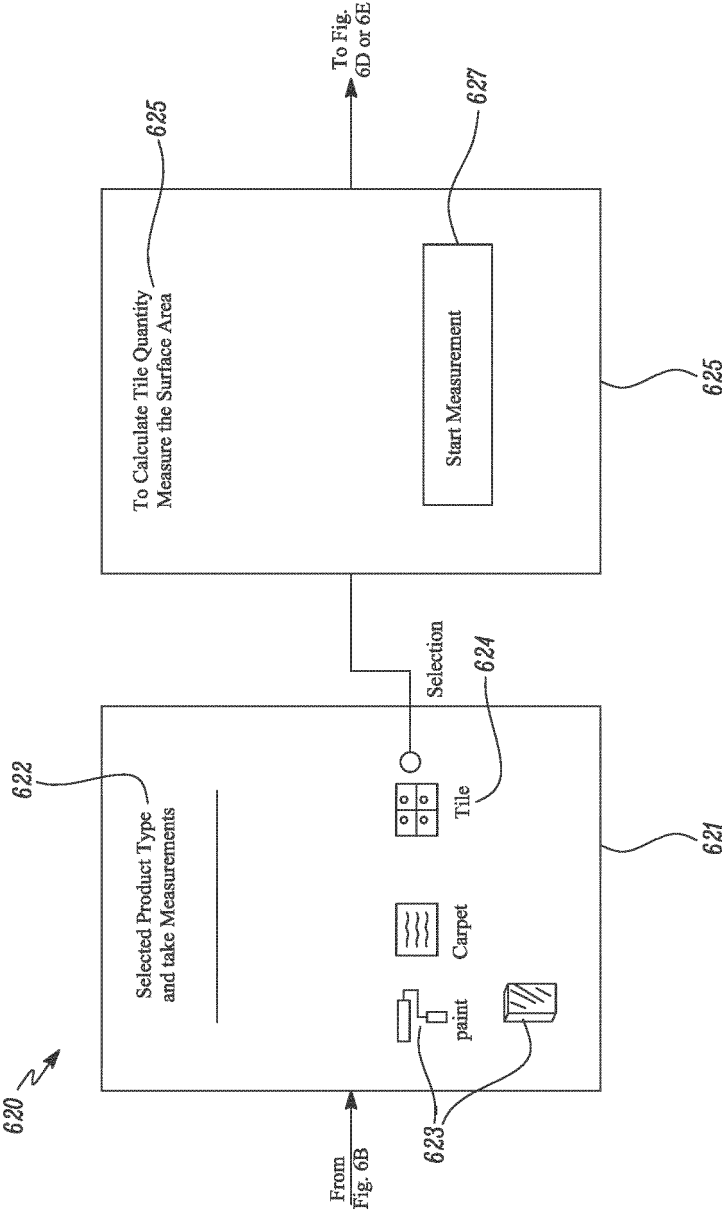 620
From
Fig. 6B
622
Selected Product Type
and take Measurements
623
paint
Carpet
Tile
624
Selection
621
625
To Calculate Tile Quantity
Measure the Surface Area
Start Measurement
627
625
To Fig.
6D or 6E